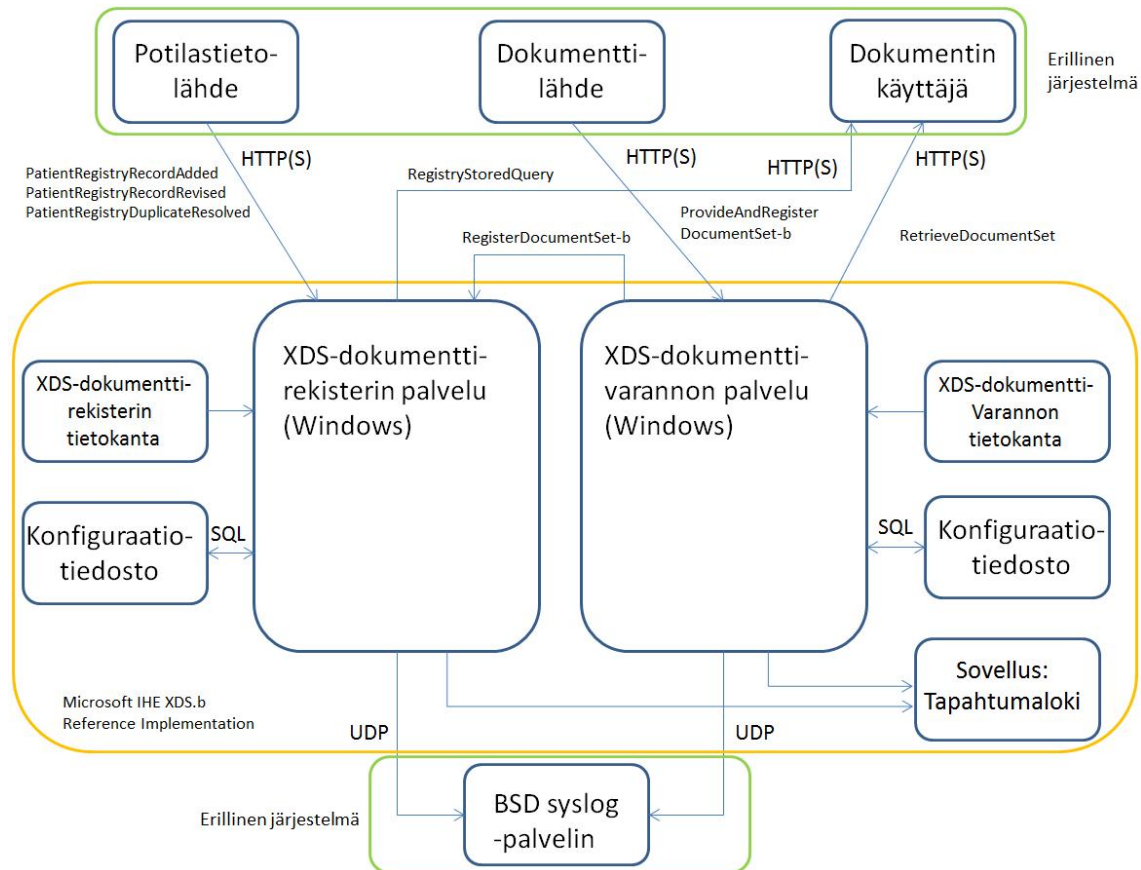 Potilastieto-
lähde
Dokumentti-
lähde
Dokumentin
käyttäjä
Erillinen
järjestelmä
HTTP(S)
HTTP(S)
HTTP(S)
HTTP(S)
PatientRegistryRecordAdded
PatientRegistryRecordRevised
PatientRegistryDuplicateResolved
RegistryStoredQuery
ProvideAndRegister
DocumentSet-b
RegisterDocumentSet-b
RetrieveDocumentSet
XDS-dokumentti-
rekisterin palvelu
(Windows)
XDS-dokumentti-
varannon palvelu
(Windows)
XDS-dokumentti-
rekisterin
tietokanta
XDS-dokumentti-
Varannon
tietokanta
Konfiguraatio-
tiedosto
SQL
SQL
Konfiguraatio-
tiedosto
Sovellus:
Tapahtumaloki
Microsoft IHE XDS.b
Reference Implementation
UDP
UDP
Erillinen järjestelmä
BSD syslog
-palvelin